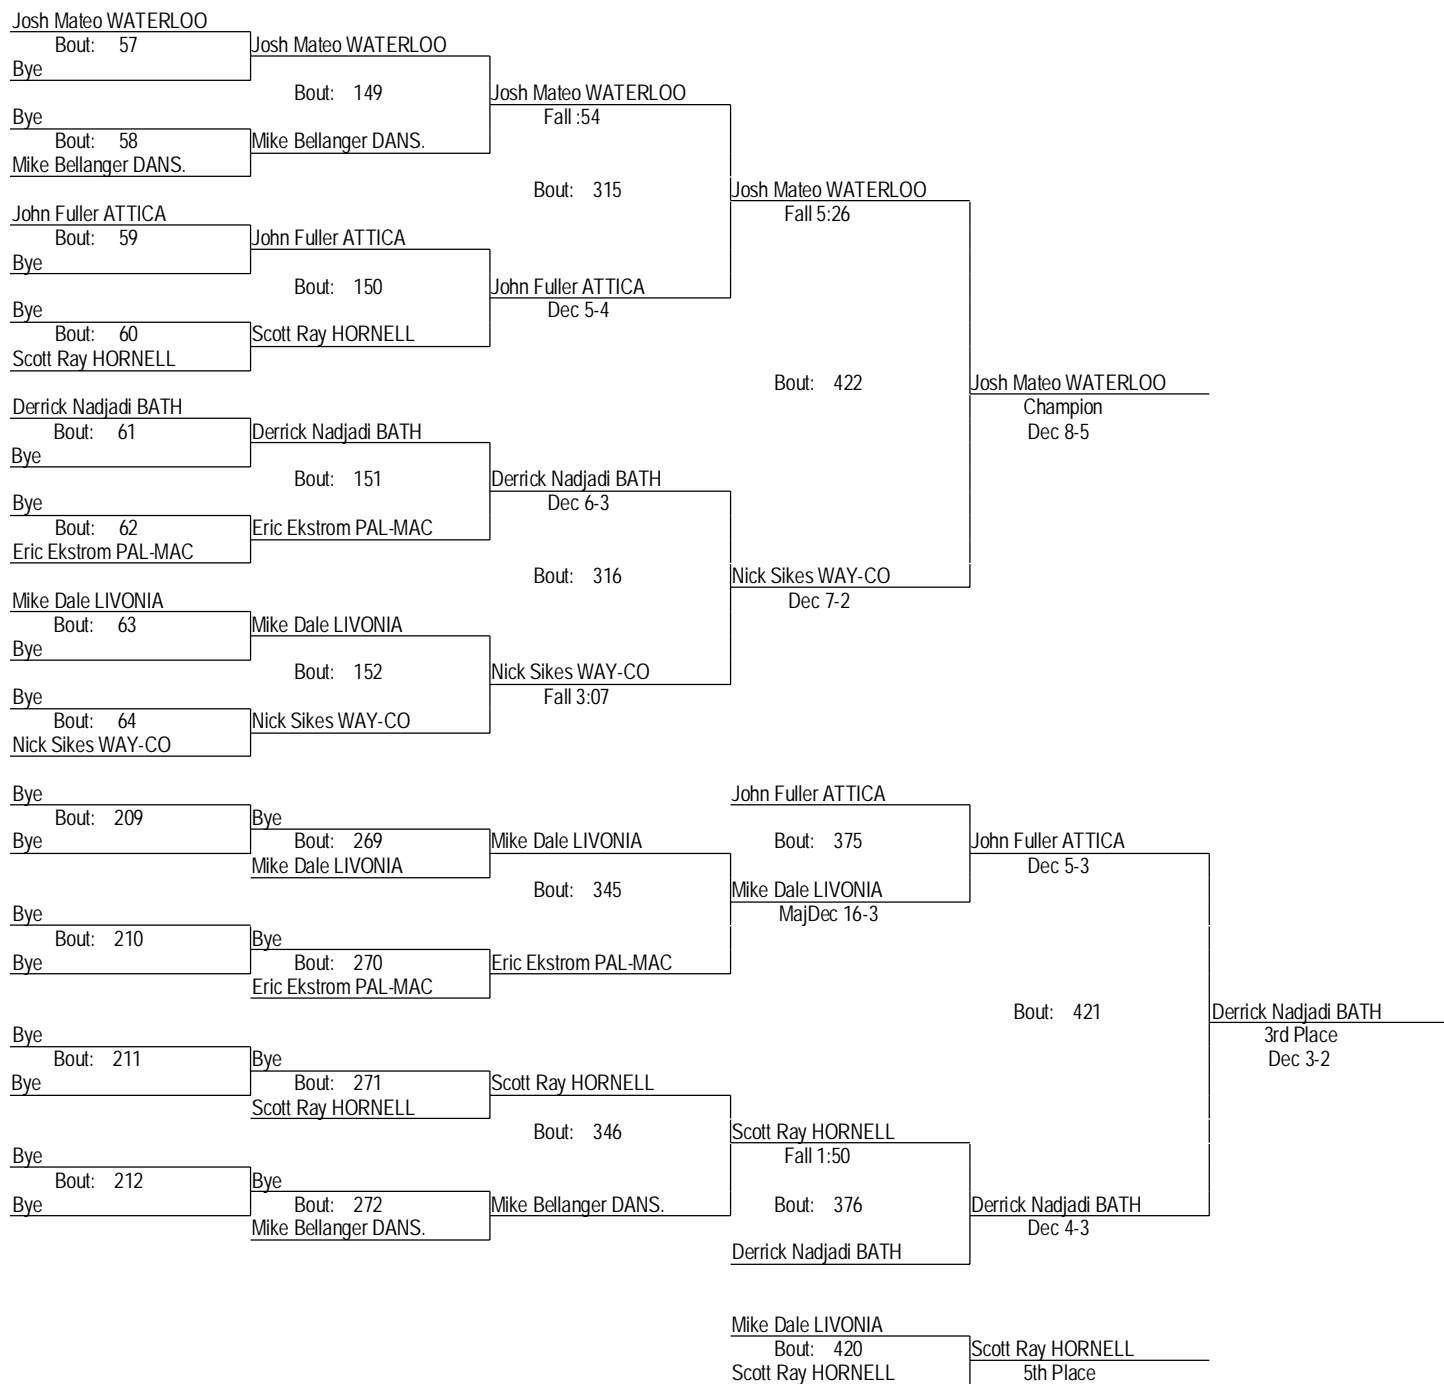 Josh Mateo WATERLOO
Bout: 57
Bye
Bye
Bout: 58
Mike Bellanger DANS.
John Fuller ATTICA
Bout: 59
Bye
Bye
Bout: 60
Scott Ray HORNELL
Derrick Nadjadi BATH
Bout: 61
Bye
Bye
Bout: 62
Eric Ekstrom PAL-MAC
Mike Dale LIVONIA
Bout: 63
Bye
Bye
Bout: 64
Nick Sikes WAY-CO
Josh Mateo WATERLOO
Bout: 149
Mike Bellanger DANS.
John Fuller ATTICA
Bout: 150
Scott Ray HORNELL
Derrick Nadjadi BATH
Bout: 151
Eric Ekstrom PAL-MAC
Mike Dale LIVONIA
Bout: 152
Nick Sikes WAY-CO
Josh Mateo WATERLOO
Fall :54
Bout: 315
John Fuller ATTICA
Dec 5-4
Derrick Nadjadi BATH
Dec 6-3
Bout: 316
Nick Sikes WAY-CO
Fall 3:07
Josh Mateo WATERLOO
Fall 5:26
Bout: 422
Nick Sikes WAY-CO
Dec 7-2
Josh Mateo WATERLOO
Champion
Dec 8-5
Bye
Bout: 209
Bye
Bye
Bout: 210
Bye
Bye
Bout: 211
Bye
Bye
Bout: 212
Bye
Bye
Bout: 269
Mike Dale LIVONIA
Bye
Bout: 270
Eric Ekstrom PAL-MAC
Bye
Bout: 271
Scott Ray HORNELL
Bye
Bout: 272
Mike Bellanger DANS.
Mike Dale LIVONIA
Bout: 345
Eric Ekstrom PAL-MAC
Scott Ray HORNELL
Bout: 346
Mike Bellanger DANS.
John Fuller ATTICA
Bout: 375
Mike Dale LIVONIA
MajDec 16-3
Scott Ray HORNELL
Fall 1:50
Bout: 376
Derrick Nadjadi BATH
John Fuller ATTICA
Dec 5-3
Bout: 421
Derrick Nadjadi BATH
Dec 4-3
Derrick Nadjadi BATH
3rd Place
Dec 3-2
Mike Dale LIVONIA
Bout: 420
Scott Ray HORNELL
Scott Ray HORNELL
5th Place